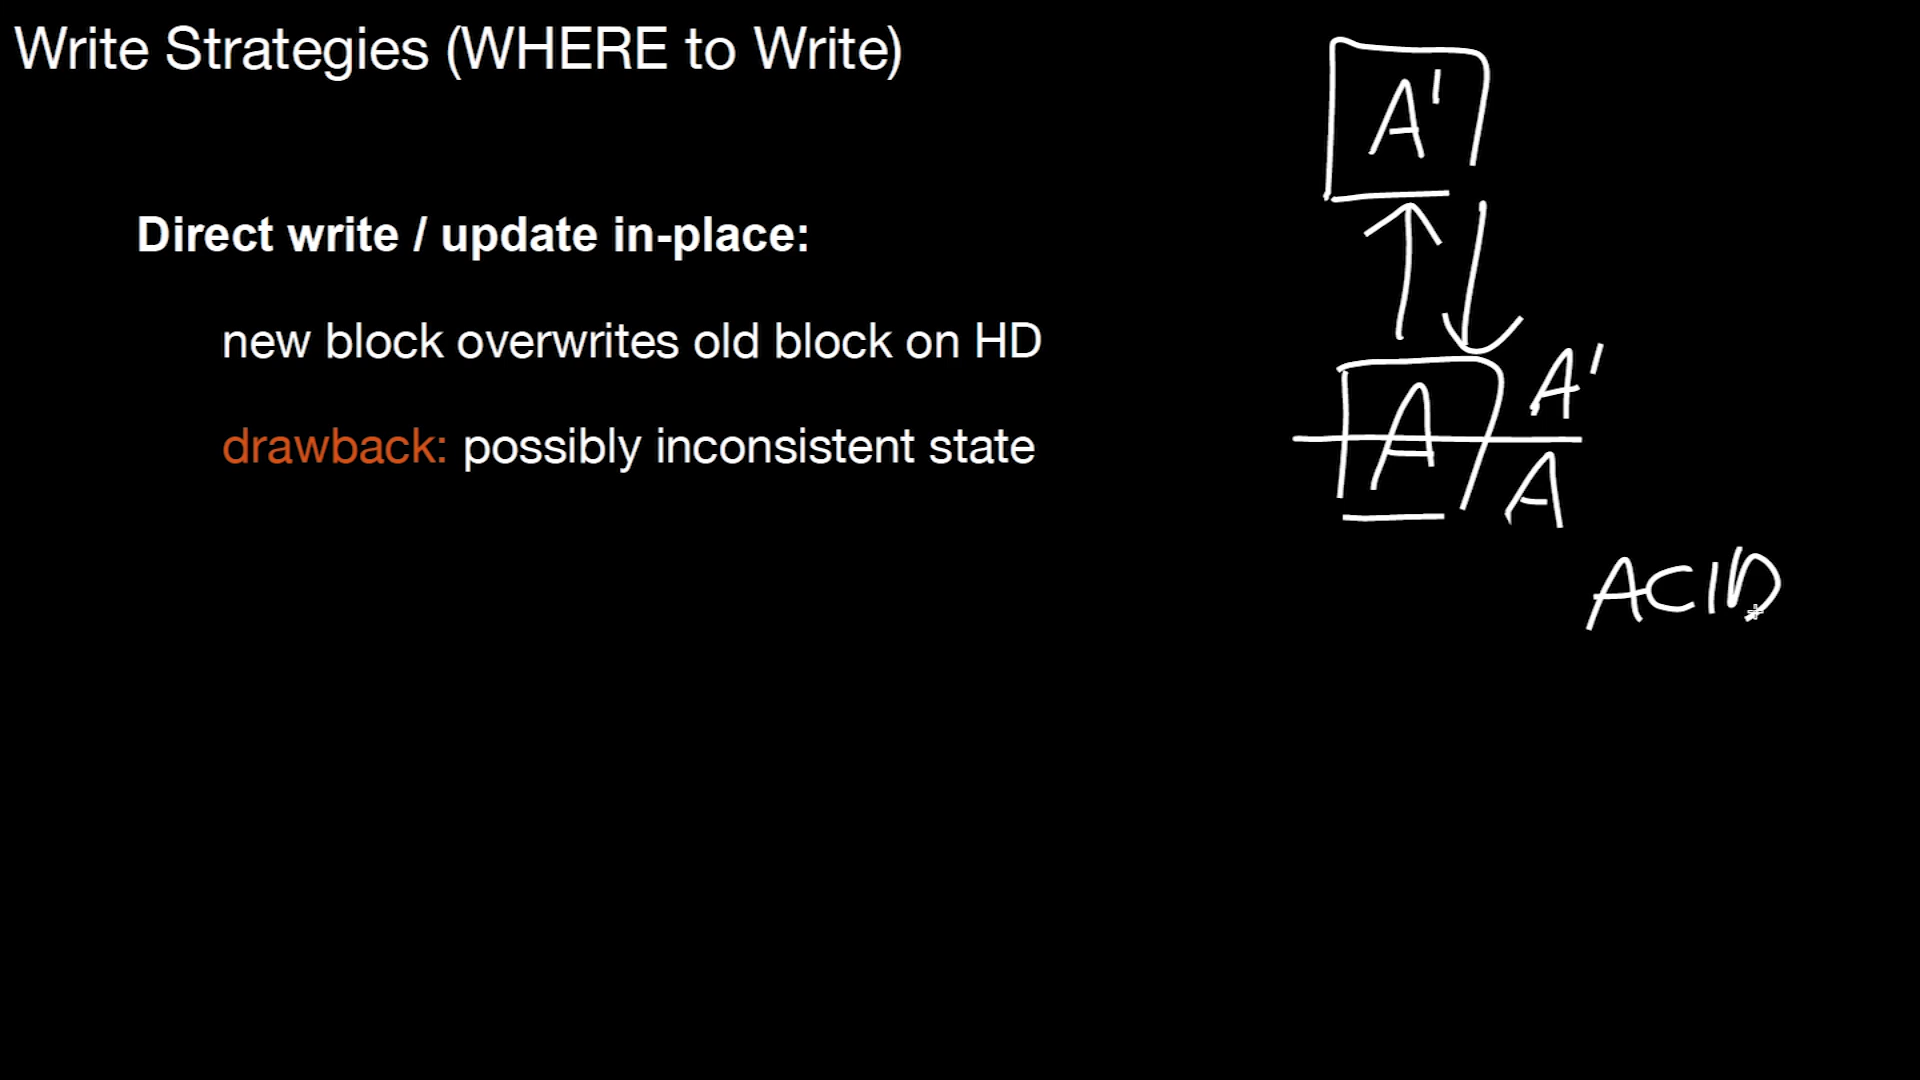 Write Strategies (WHERE to Write)
A'
Direct write / update in-place:
new block overwrites old block on HD
A'
A
drawback: possibly inconsistent state
A
ACID